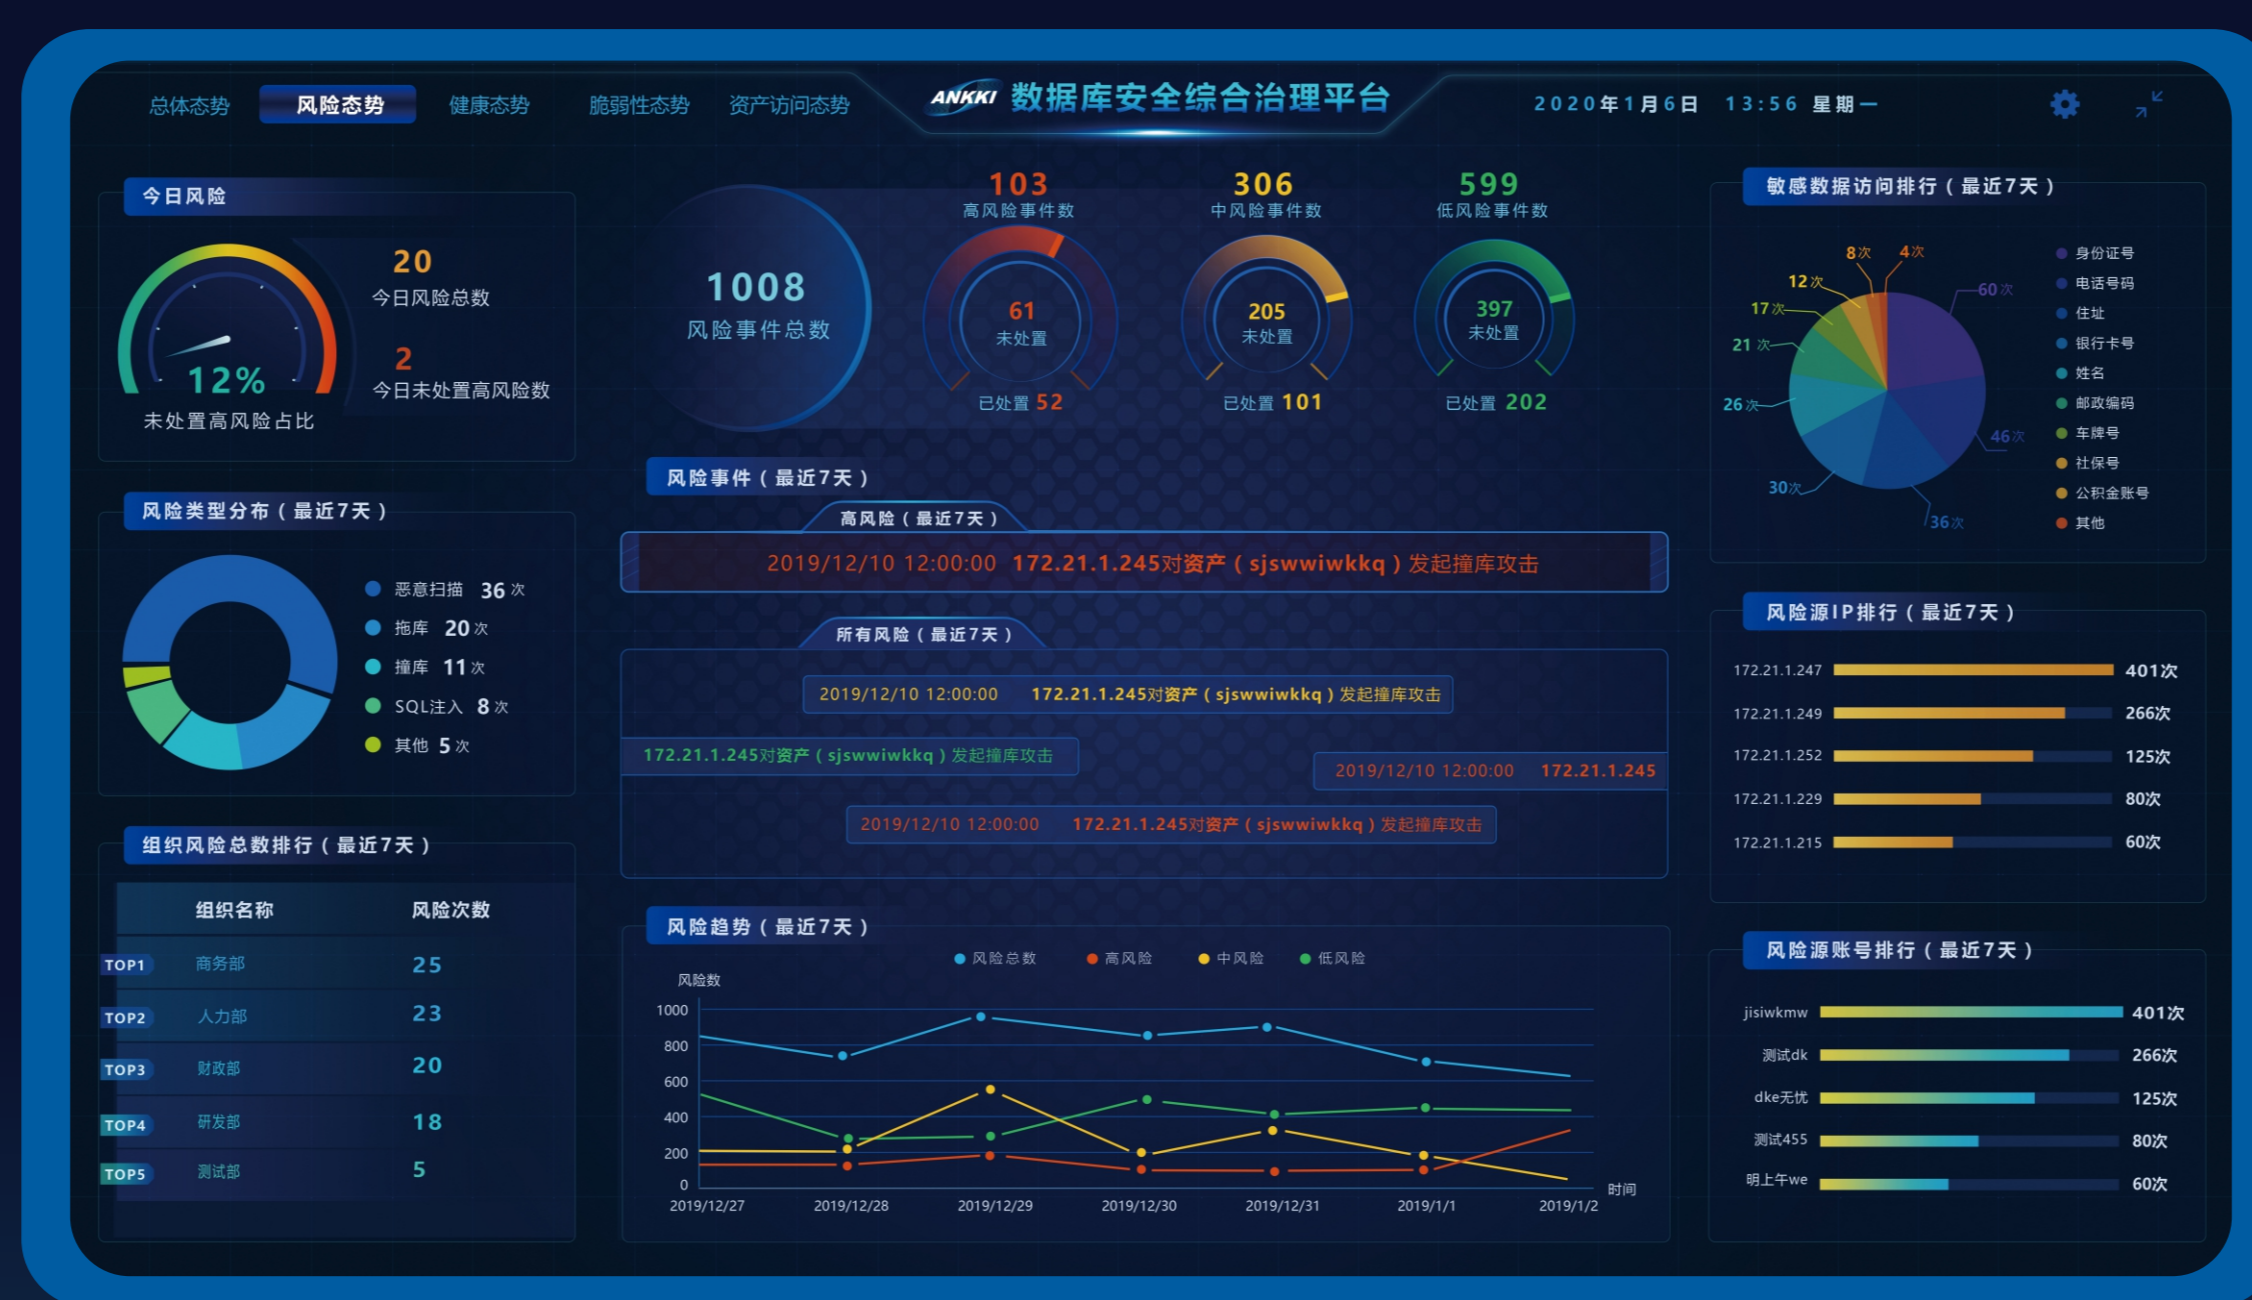 总体态势 风险态势 健康态势 脆弱性态势 资产访问态势
ANKKI 数据库安全综合治理平台
2020年1月6日 13:56 星期一
今日风险
20
今日风险总数
2
今日未处置高风险数
12%
未处置高风险占比
风险类型分布(最近7天)
恶意扫描 36 次
拖库 20 次
撞库 11 次
SQL注入 8 次
其他 5 次
组织风险总数排行(最近7天)
组织名称 风险次数
TOP1 商务部 25
TOP2 人力部 23
TOP3 财政部 20
TOP4 研发部 18
TOP5 测试部 5
1008
风险事件总数
103
高风险事件数
61
未处置
已处置 52
306
中风险事件数
205
未处置
已处置 101
599
低风险事件数
397
未处置
已处置 202
风险事件(最近7天)
高风险(最近7天)
2019/12/10 12:00:00 172.21.1.245对资产(sjswwiwkkq)发起撞库攻击
所有风险(最近7天)
2019/12/10 12:00:00 172.21.1.245对资产(sjswwiwkkq)发起撞库攻击
172.21.1.245对资产(sjswwiwkkq)发起撞库攻击
2019/12/10 12:00:00 172.21.1.245
2019/12/10 12:00:00 172.21.1.245对资产(sjswwiwkkq)发起撞库攻击
风险趋势(最近7天)
风险总数 高风险 中风险 低风险
风险数
1000
800
600
400
200
0
时间
2019/12/27 2019/12/28 2019/12/29 2019/12/30 2019/12/31 2019/1/1 2019/1/2
敏感数据访问排行(最近7天)
8次
4次
12次
60次
17次
21次
26次
46次
30次
36次
身份证号
电话号码
住址
银行卡号
姓名
邮政编码
车牌号
社保号
公积金账号
其他
风险源IP排行(最近7天)
172.21.1.247 401次
172.21.1.249 266次
172.21.1.252 125次
172.21.1.229 80次
172.21.1.215 60次
风险源账号排行(最近7天)
jisiwkmw 401次
测试dk 266次
dke无忧 125次
测试455 80次
明上午we 60次